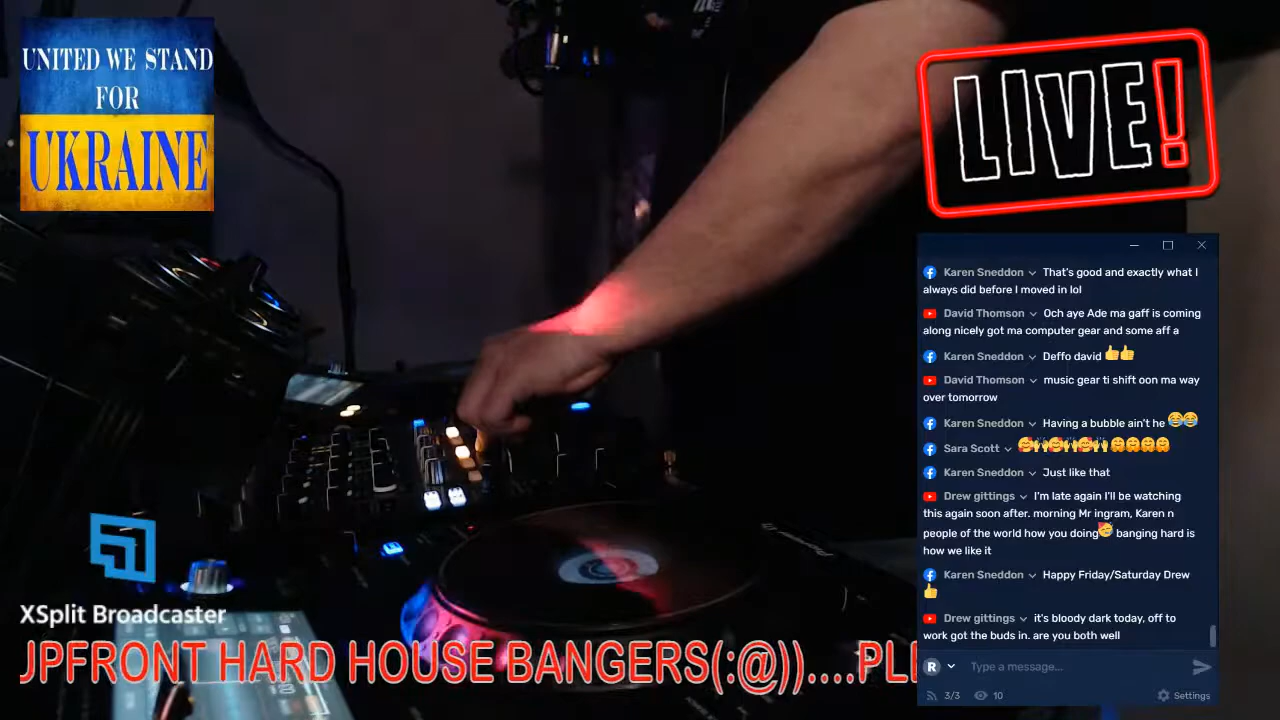 UNITED WE STAND
FOR
UKRAINE
LIVE!
Karen Sneddon That's good and exactly what I
always did before I moved in lol
David Thomson Och aye Ade ma gaff is coming
along nicely got ma computer gear and some aff a
Karen Sneddon Deffo david 👍👍
David Thomson music gear ti shift oon ma way
over tomorrow
Karen Sneddon Having a bubble ain't he 😂😂
Sara Scott 🥰🙌🥰🙌🥰🙌🤗🤗🤗🤗
Karen Sneddon Just like that
Drew gittings I'm late again I'll be watching
this again soon after. morning Mr ingram, Karen n
people of the world how you doing🥳 banging hard is
how we like it
Karen Sneddon Happy Friday/Saturday Drew
👍
Drew gittings it's bloody dark today, off to
work got the buds in. are you both well
R Type a message...
3/3 10 Settings
XSplit Broadcaster
UPFRONT HARD HOUSE BANGERS(:@))....PLE